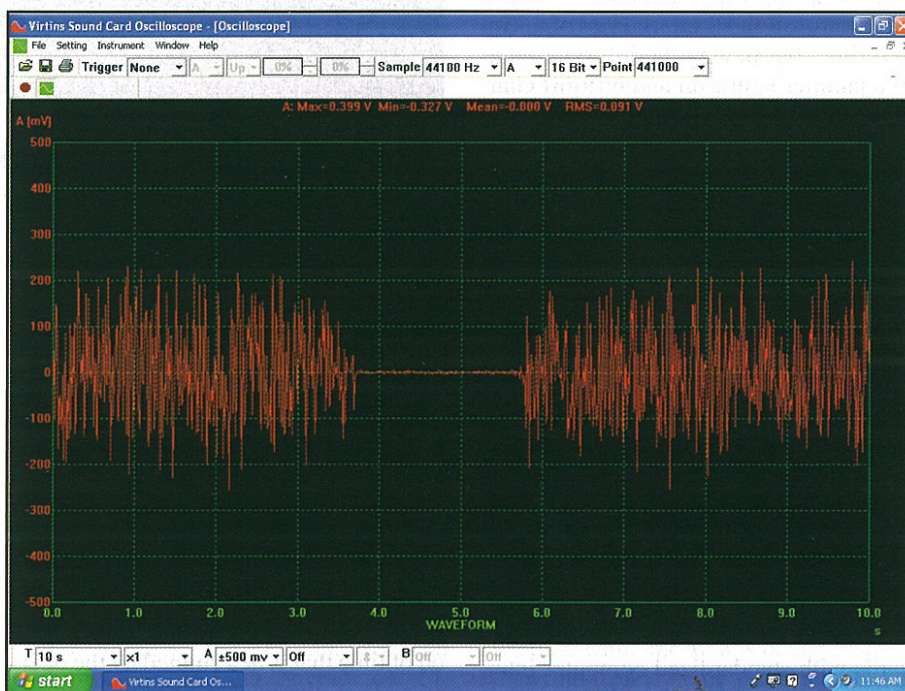 Virtins Sound Card Oscilloscope - [Oscilloscope]
File Setting Instrument Window Help
Trigger None A Up 0% 0% Sample 44100 Hz A 16 Bit Point 441000
A: Max=0.399 V Min=-0.327 V Mean=-0.000 V RMS=0.091 V
A (mV)
500
400
300
200
100
0
-100
-200
-300
-400
-500
0.0 1.0 2.0 3.0 4.0 5.0 6.0 7.0 8.0 9.0 10.0
WAVEFORM
s
T 10 s x1 A ±500 mv Off & B Off Off
start Virtins Sound Card Os... 11:46 AM